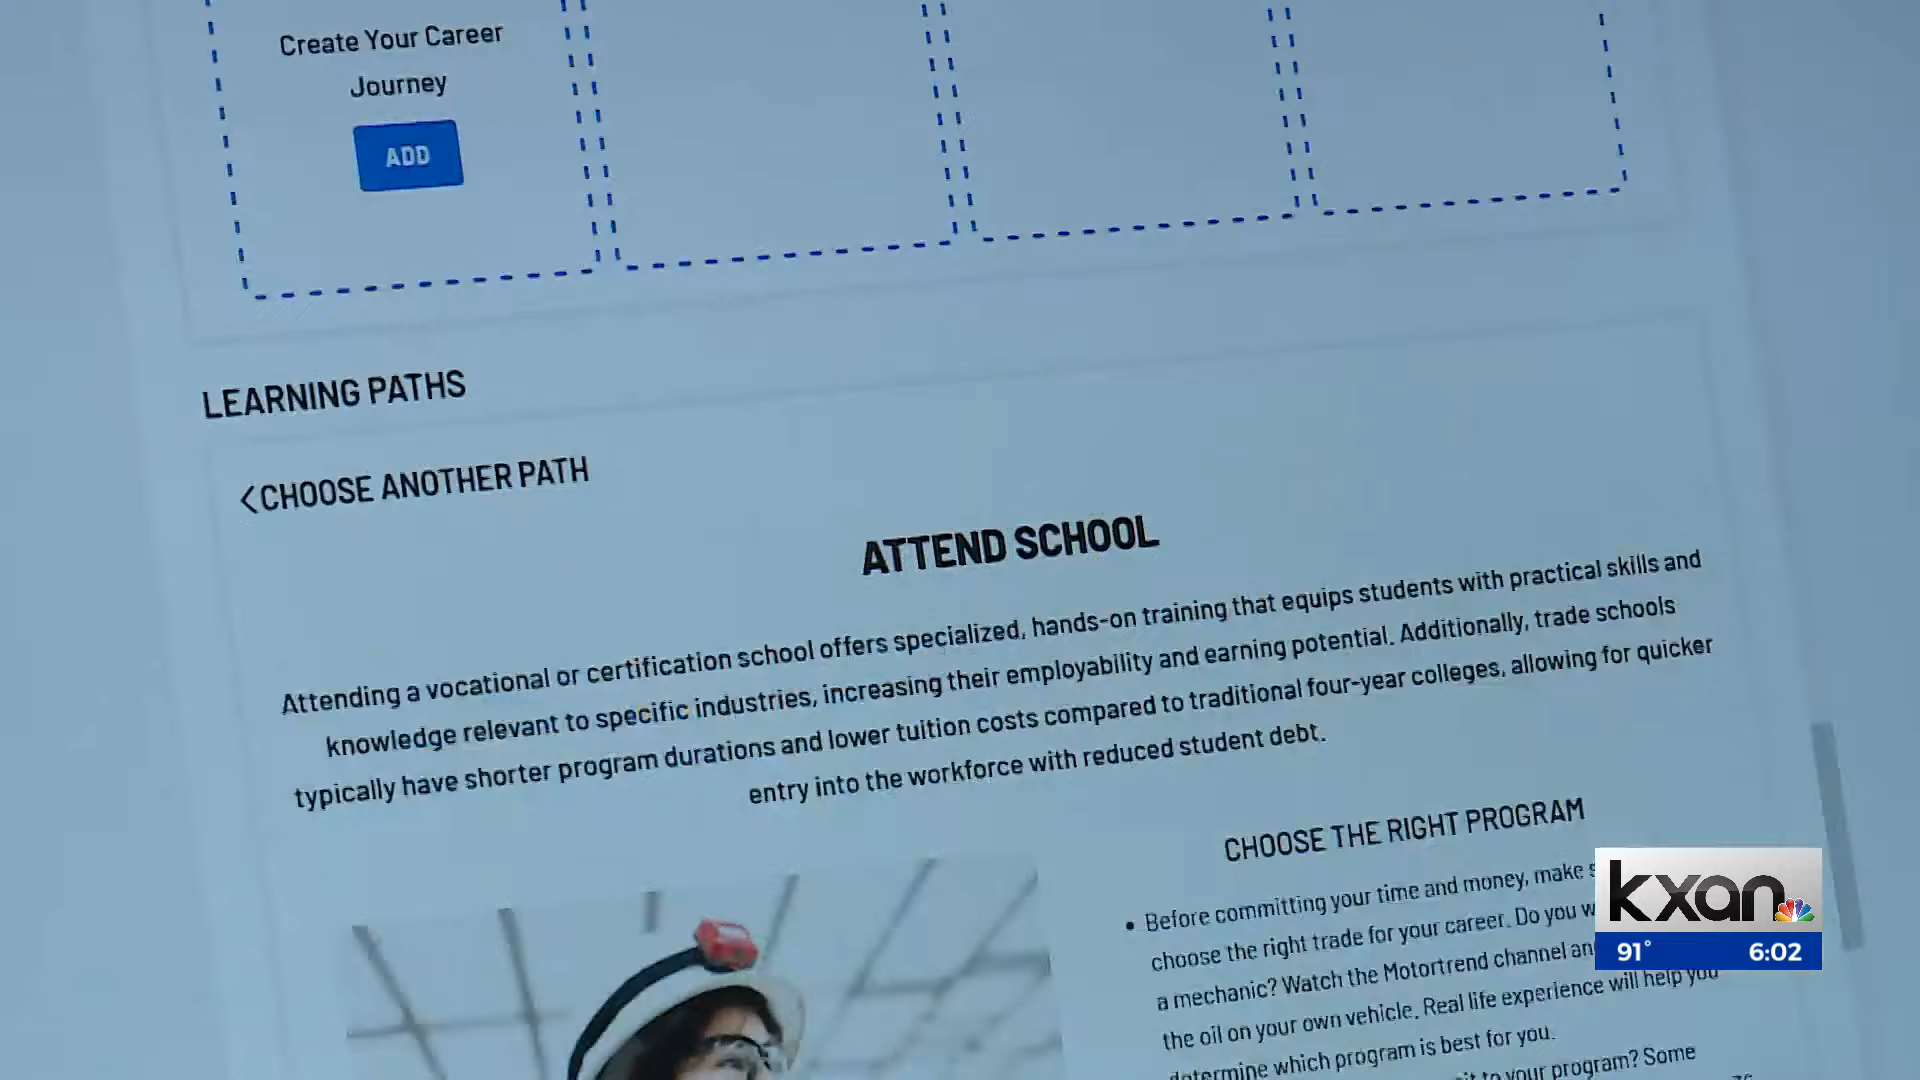 Create Your Career
Journey
ADD
LEARNING PATHS
<CHOOSE ANOTHER PATH
ATTEND SCHOOL
Attending a vocational or certification school offers specialized, hands-on training that equips students with practical skills and
knowledge relevant to specific industries, increasing their employability and earning potential. Additionally, trade schools
typically have shorter program durations and lower tuition costs compared to traditional four-year colleges, allowing for quicker
entry into the workforce with reduced student debt.
CHOOSE THE RIGHT PROGRAM
• Before committing your time and money, make
choose the right trade for your career. Do you
a mechanic? Watch the Motortrend channel
the oil on your own vehicle. Real life experience will help you
determine which program is best for you.
to your program? Some
kxan
91° 6:02